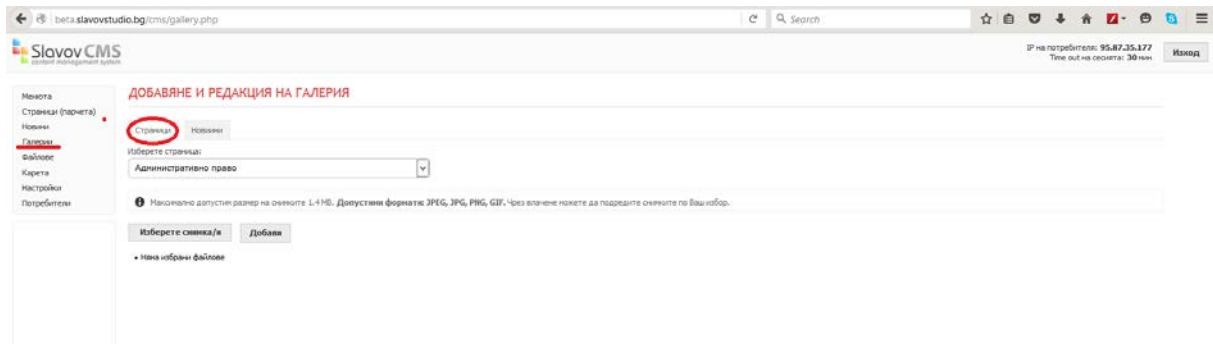 beta.slavovstudio.bg/cms/gallery.php
Search
Slavov CMS
content management system
IP на потребителя: 95.87.35.177
Time out на сесията: 30 мин
Изход
Менюта
Страници (парчета)
Новини
Галерии
Файлове
Карета
Настройки
Потребители
ДОБАВЯНЕ И РЕДАКЦИЯ НА ГАЛЕРИЯ
Страници
Новини
Изберете страница:
Административно право
Максимално допустим размер на снимките 1.4 MB. Допустими формати: JPEG, JPG, PNG, GIF. Чрез влачене можете да подредите снимките по Ваш избор.
Изберете снимка/и
Добави
• Няма избрани файлове